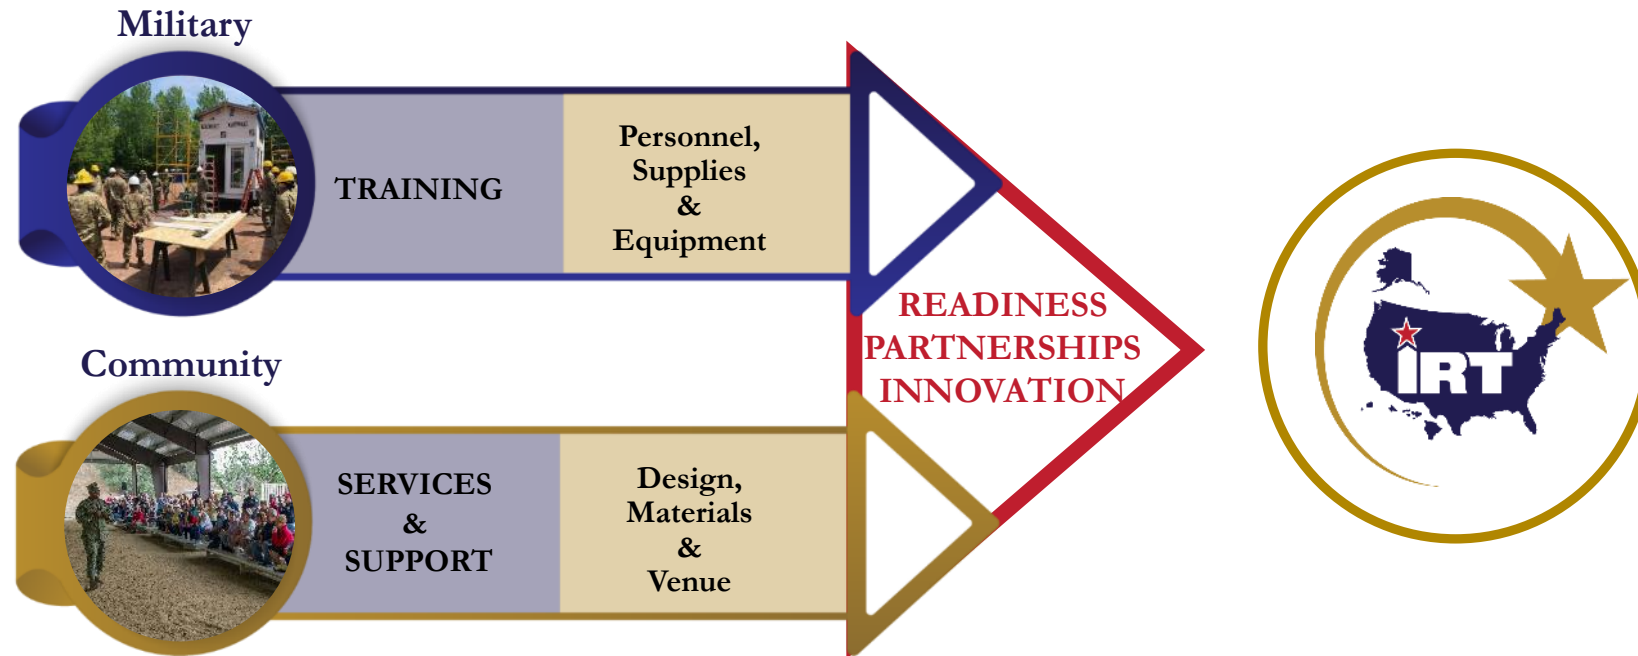 Military
TRAINING
Personnel,
Supplies
&
Equipment
Community
SERVICES
&
SUPPORT
Design,
Materials
&
Venue
READINESS
PARTNERSHIPS
INNOVATION
IRT